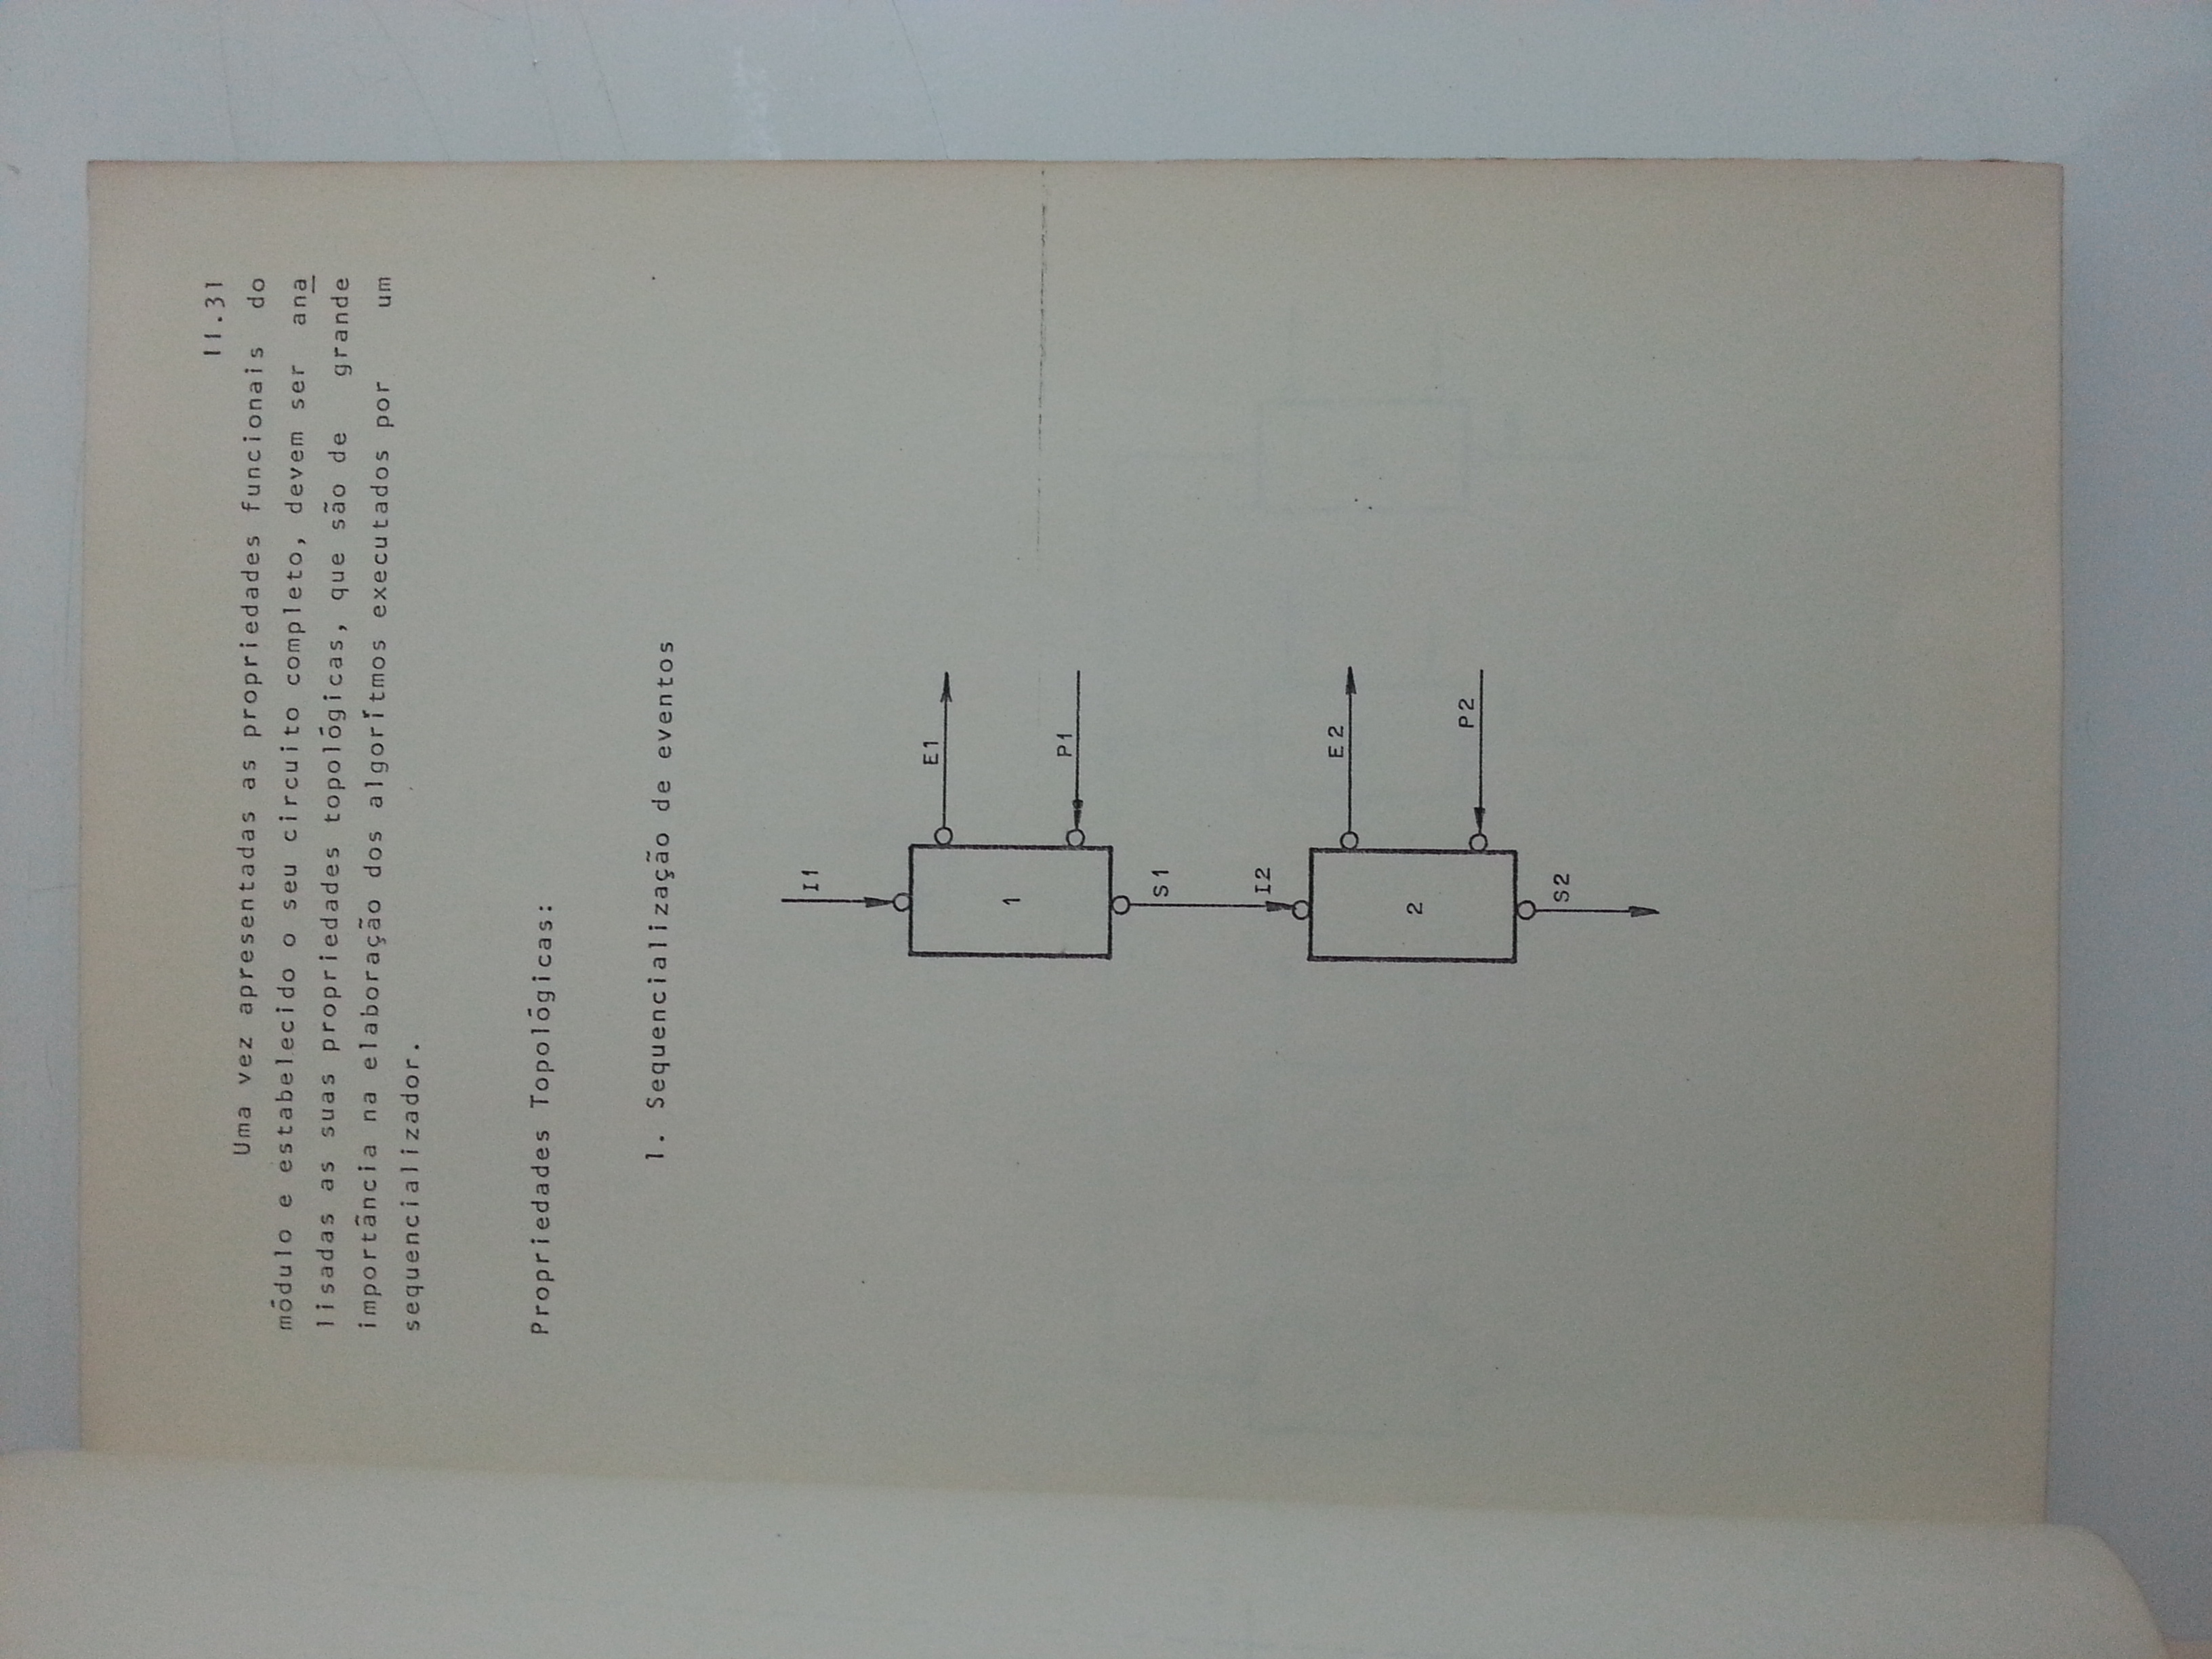 II.31
Uma vez apresentadas as propriedades funcionais do
módulo e estabelecido o seu circuito completo, devem ser ana
lisadas as suas propriedades topológicas, que são de grande
importância na elaboração dos algorítmos executados por um
sequencializador.
Propriedades Topológicas:
1. Sequencialização de eventos
I1
E1
1
P1
S1
I2
E2
2
P2
S2